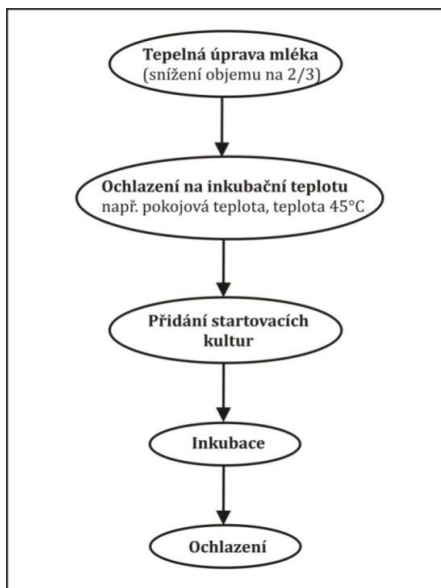 Tepelná úprava mléka
(snížení objemu na 2/3)
Ochlazení na inkubační teplotu
např. pokojová teplota, teplota 45°C
Přidání startovacích
kultur
Inkubace
Ochlazení